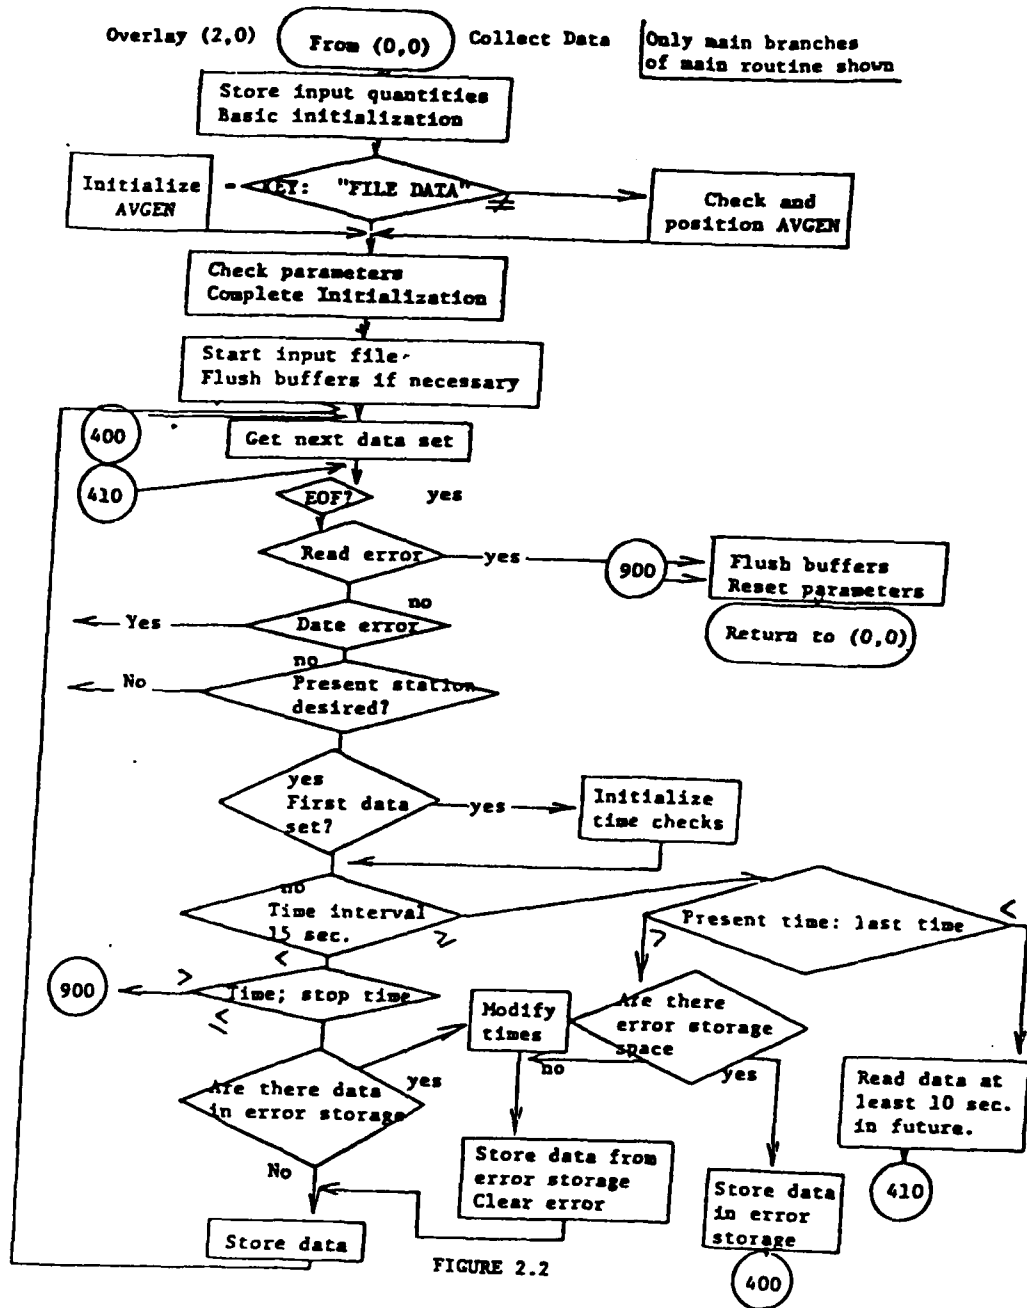 Overlay (2,0)
From (0,0)
Collect Data
Only main branches
of main routine shown
Store input quantities
Basic initialization
Initialize
AVGEN
=
KEY: "FILE DATA"
≠
Check and
position AVGEN
Check parameters
Complete Initialization
Start input file
Flush buffers if necessary
400
Get next data set
410
EOF?
yes
Read error
yes
900
Flush buffers
Reset parameters
no
Yes
Date error
Return to (0,0)
no
No
Present station
desired?
yes
First data
set?
yes
Initialize
time checks
no
Time interval
15 sec.
≥
<
Present time: last time
<
>
900
>
Time; stop time
≤
Modify
times
Are there
error storage
space
no
yes
Are there data
in error storage
yes
Read data at
least 10 sec.
in future.
No
Store data from
error storage
Clear error
Store data
in error
storage
410
Store data
400
FIGURE 2.2